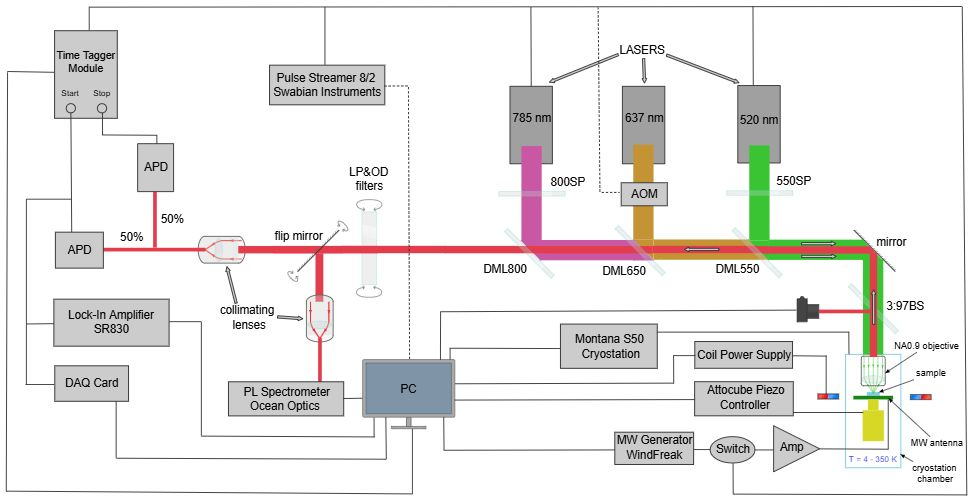 Time Tagger
Module
Start
Stop
APD
50%
50%
APD
Pulse Streamer 8/2
Swabian Instruments
LASERS
785 nm
637 nm
520 nm
800SP
AOM
550SP
LP&OD
filters
flip mirror
DML800
DML650
DML550
mirror
3:97BS
collimating
lenses
Lock-In Amplifier
SR830
DAQ Card
PL Spectrometer
Ocean Optics
PC
Montana S50
Cryostation
Coil Power Supply
Attocube Piezo
Controller
MW Generator
WindFreak
Switch
Amp
NA0.9 objective
sample
MW antenna
T = 4 - 350 K
cryostation
chamber